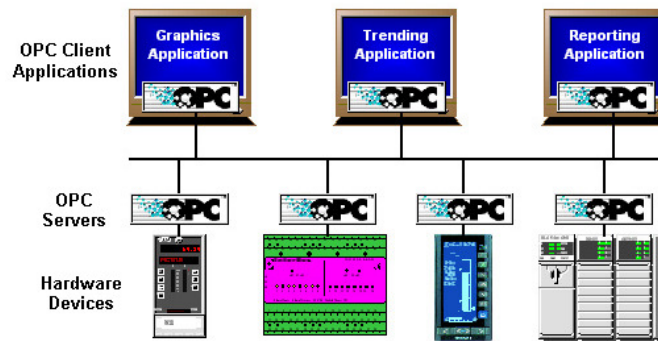 OPC Client
Applications
Graphics
Application
OPC
Trending
Application
OPC
Reporting
Application
OPC
OPC
Servers
OPC
OPC
OPC
OPC
Hardware
Devices